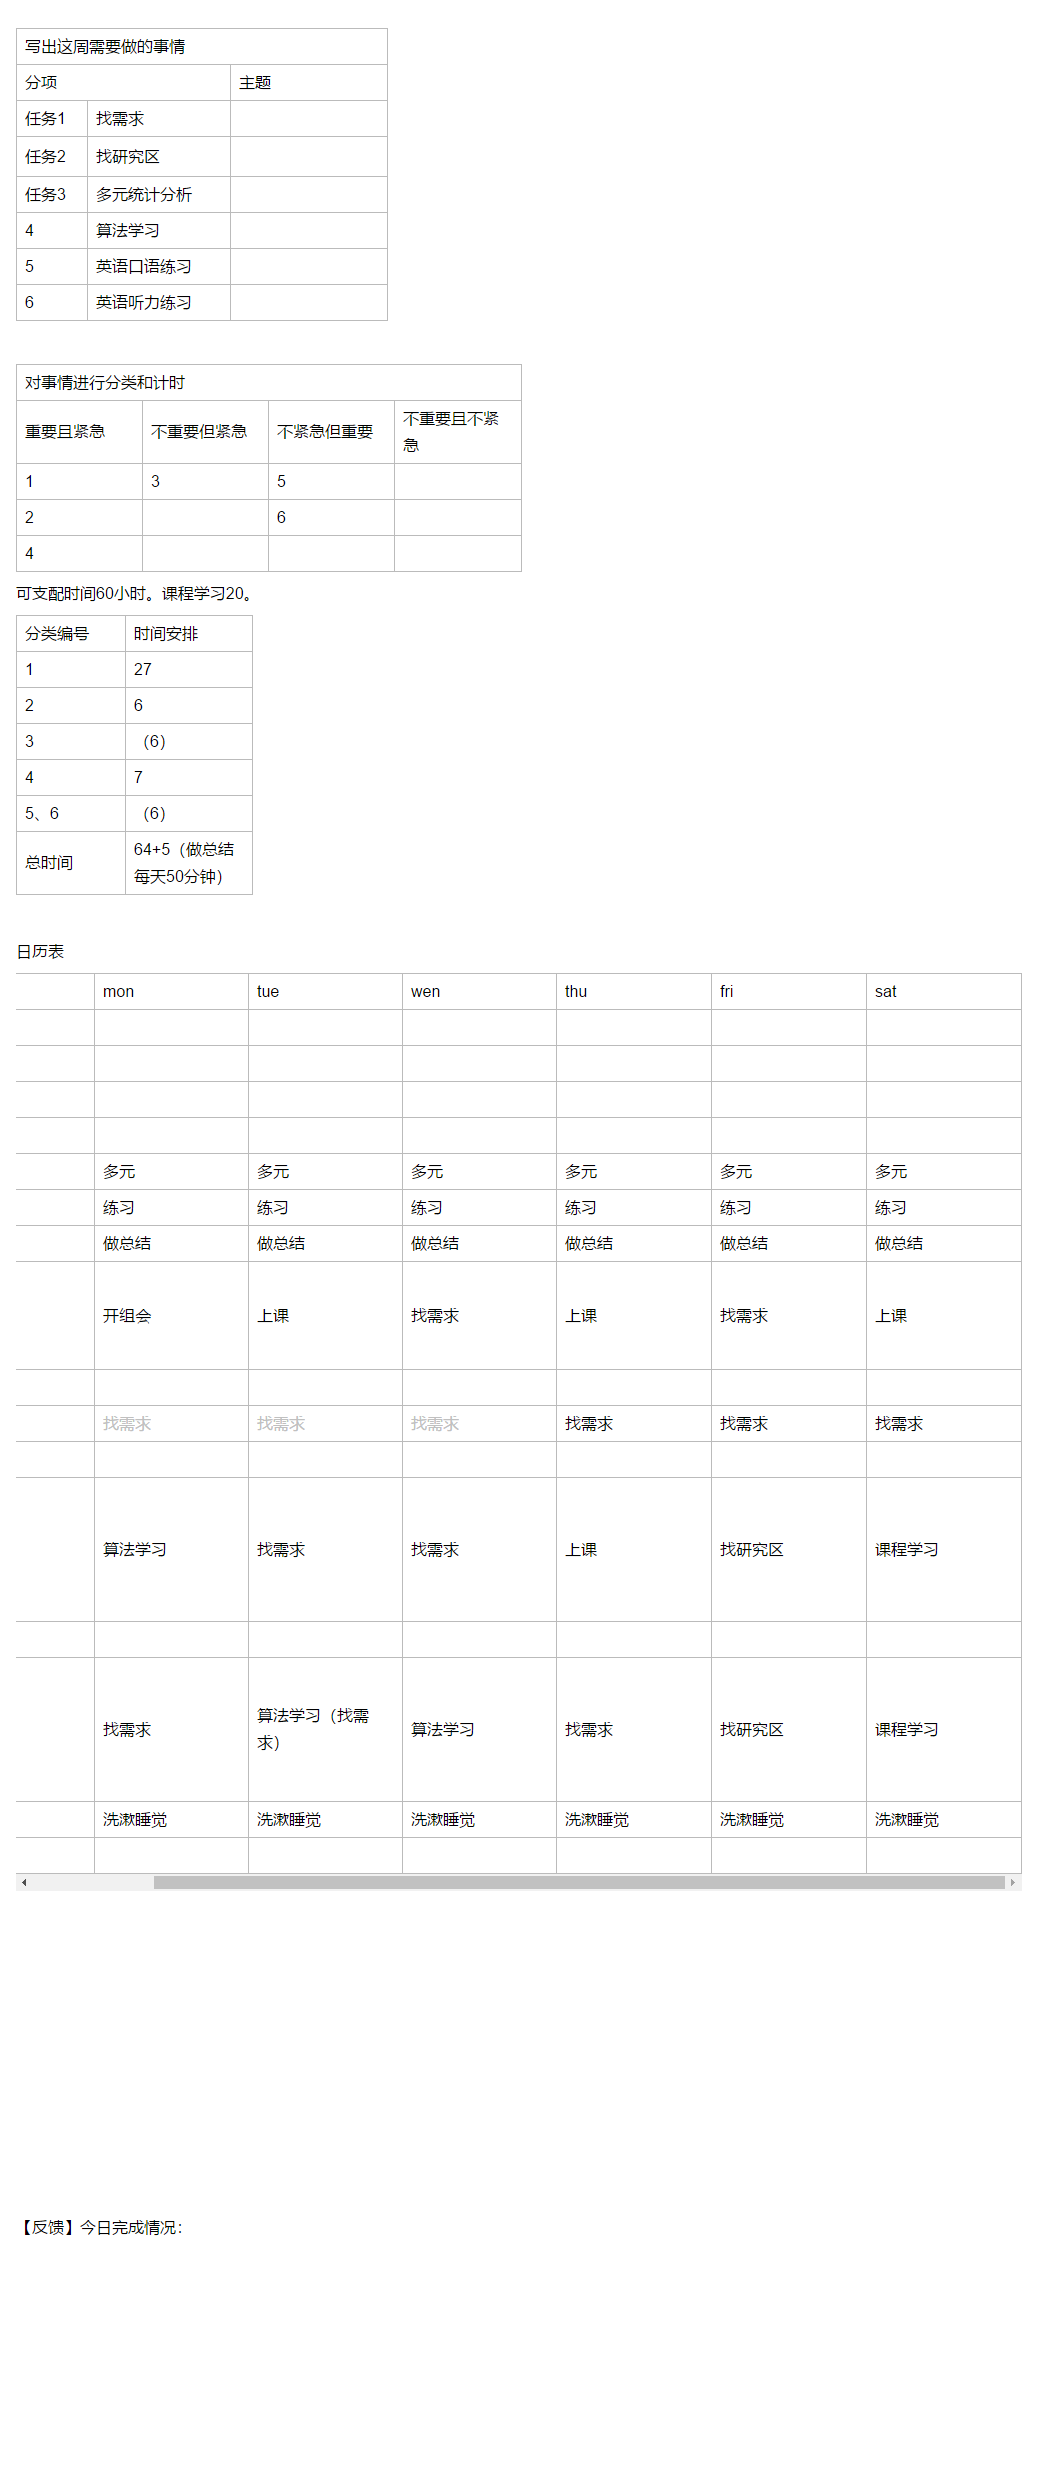 写出这周需要做的事情
分项 主题
任务1 找需求
任务2 找研究区
任务3 多元统计分析
4 算法学习
5 英语口语练习
6 英语听力练习
对事情进行分类和计时
重要且紧急 不重要但紧急 不紧急但重要 不重要且不紧
急
1 3 5
2 6
4
可支配时间60小时。课程学习20。
分类编号 时间安排
1 27
2 6
3 （6）
4 7
5、6 （6）
总时间 64+5（做总结
每天50分钟）
日历表
mon tue wen thu fri sat
多元 多元 多元 多元 多元 多元
练习 练习 练习 练习 练习 练习
做总结 做总结 做总结 做总结 做总结 做总结
开组会 上课 找需求 上课 找需求 上课
找需求 找需求 找需求 找需求 找需求 找需求
算法学习 找需求 找需求 上课 找研究区 课程学习
找需求 算法学习（找需
求） 算法学习 找需求 找研究区 课程学习
洗漱睡觉 洗漱睡觉 洗漱睡觉 洗漱睡觉 洗漱睡觉 洗漱睡觉
【反馈】今日完成情况：